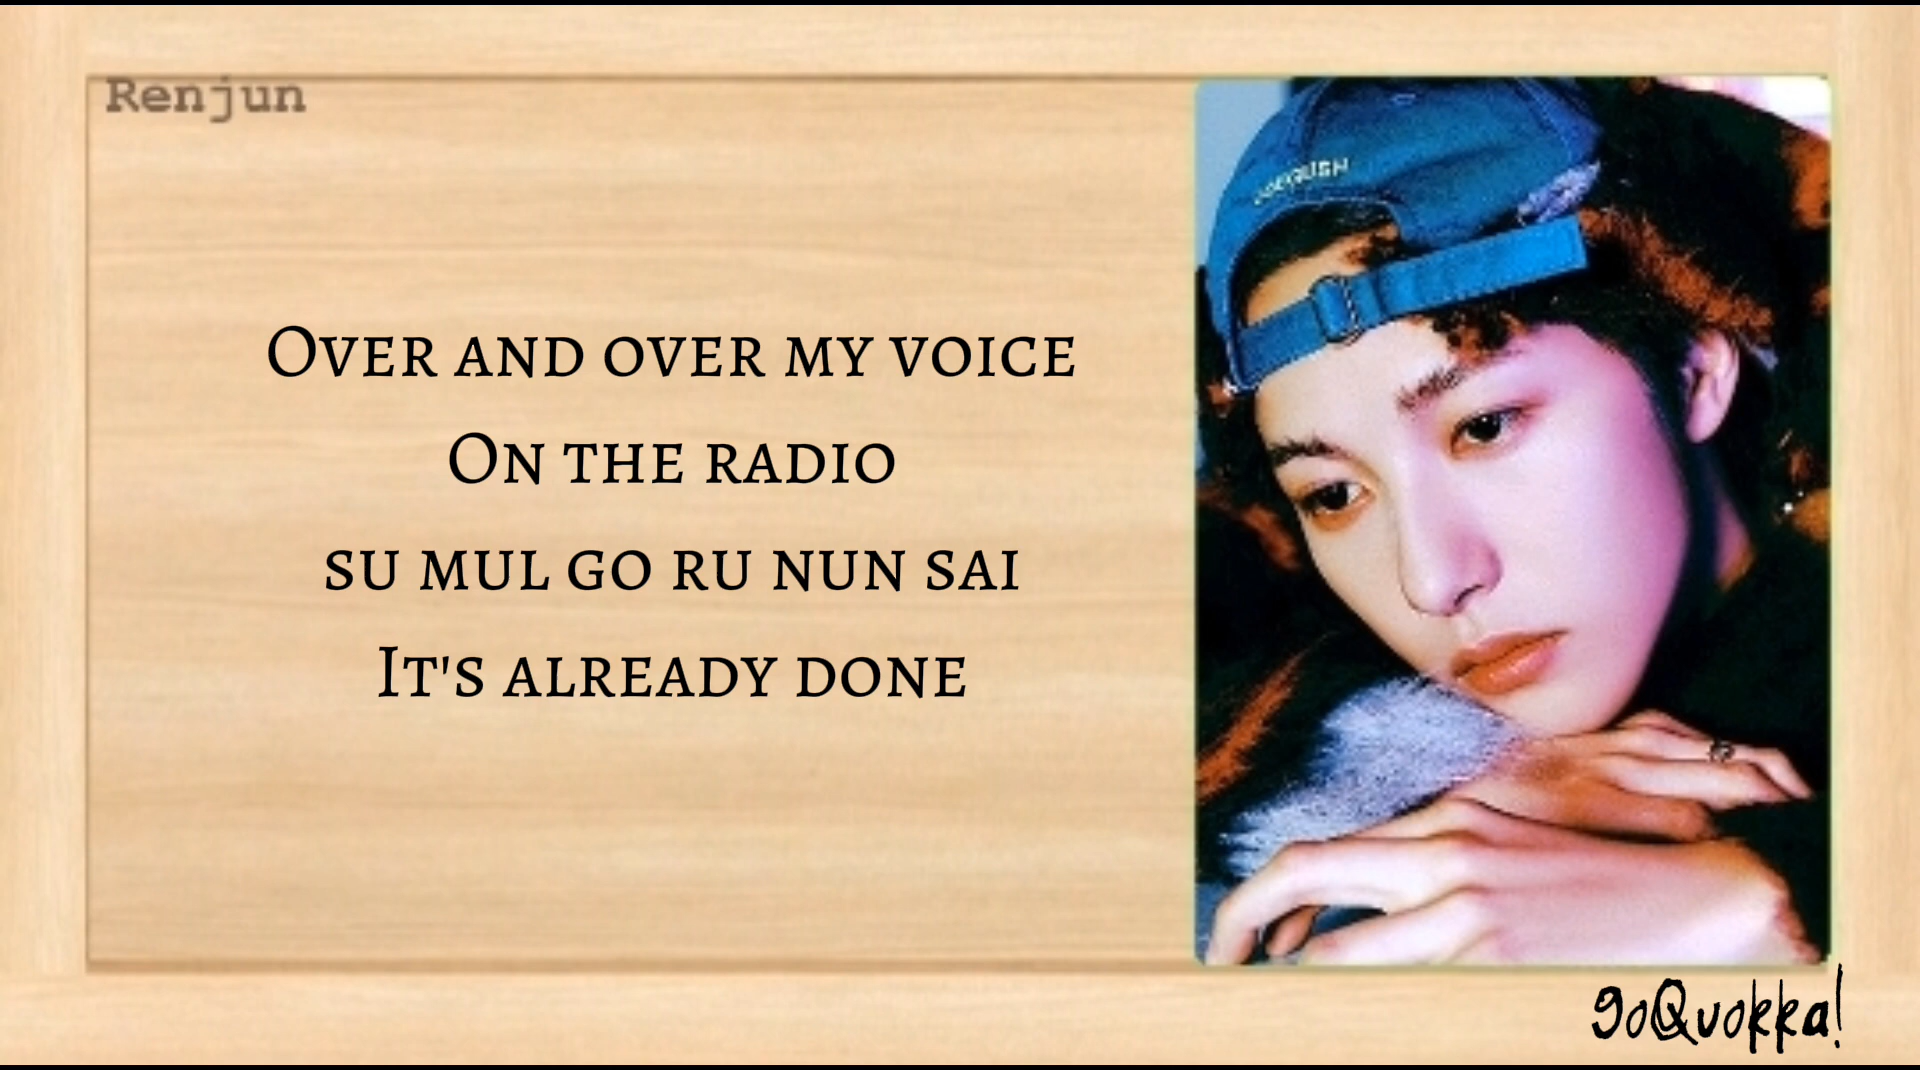 Renjun
Over and over my voice
On the radio
su mul go ru nun sai
It's already done
goQuokka!